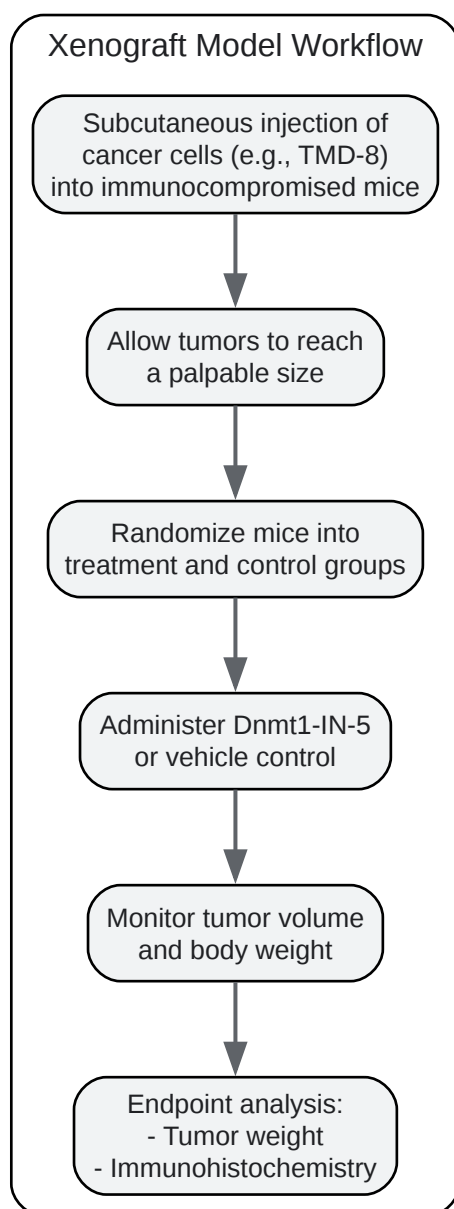 Xenograft Model Workflow
Subcutaneous injection of
cancer cells (e.g., TMD-8)
into immunocompromised mice
Allow tumors to reach
a palpable size
Randomize mice into
treatment and control groups
Administer Dnmt1-IN-5
or vehicle control
Monitor tumor volume
and body weight
Endpoint analysis:
- Tumor weight
- Immunohistochemistry